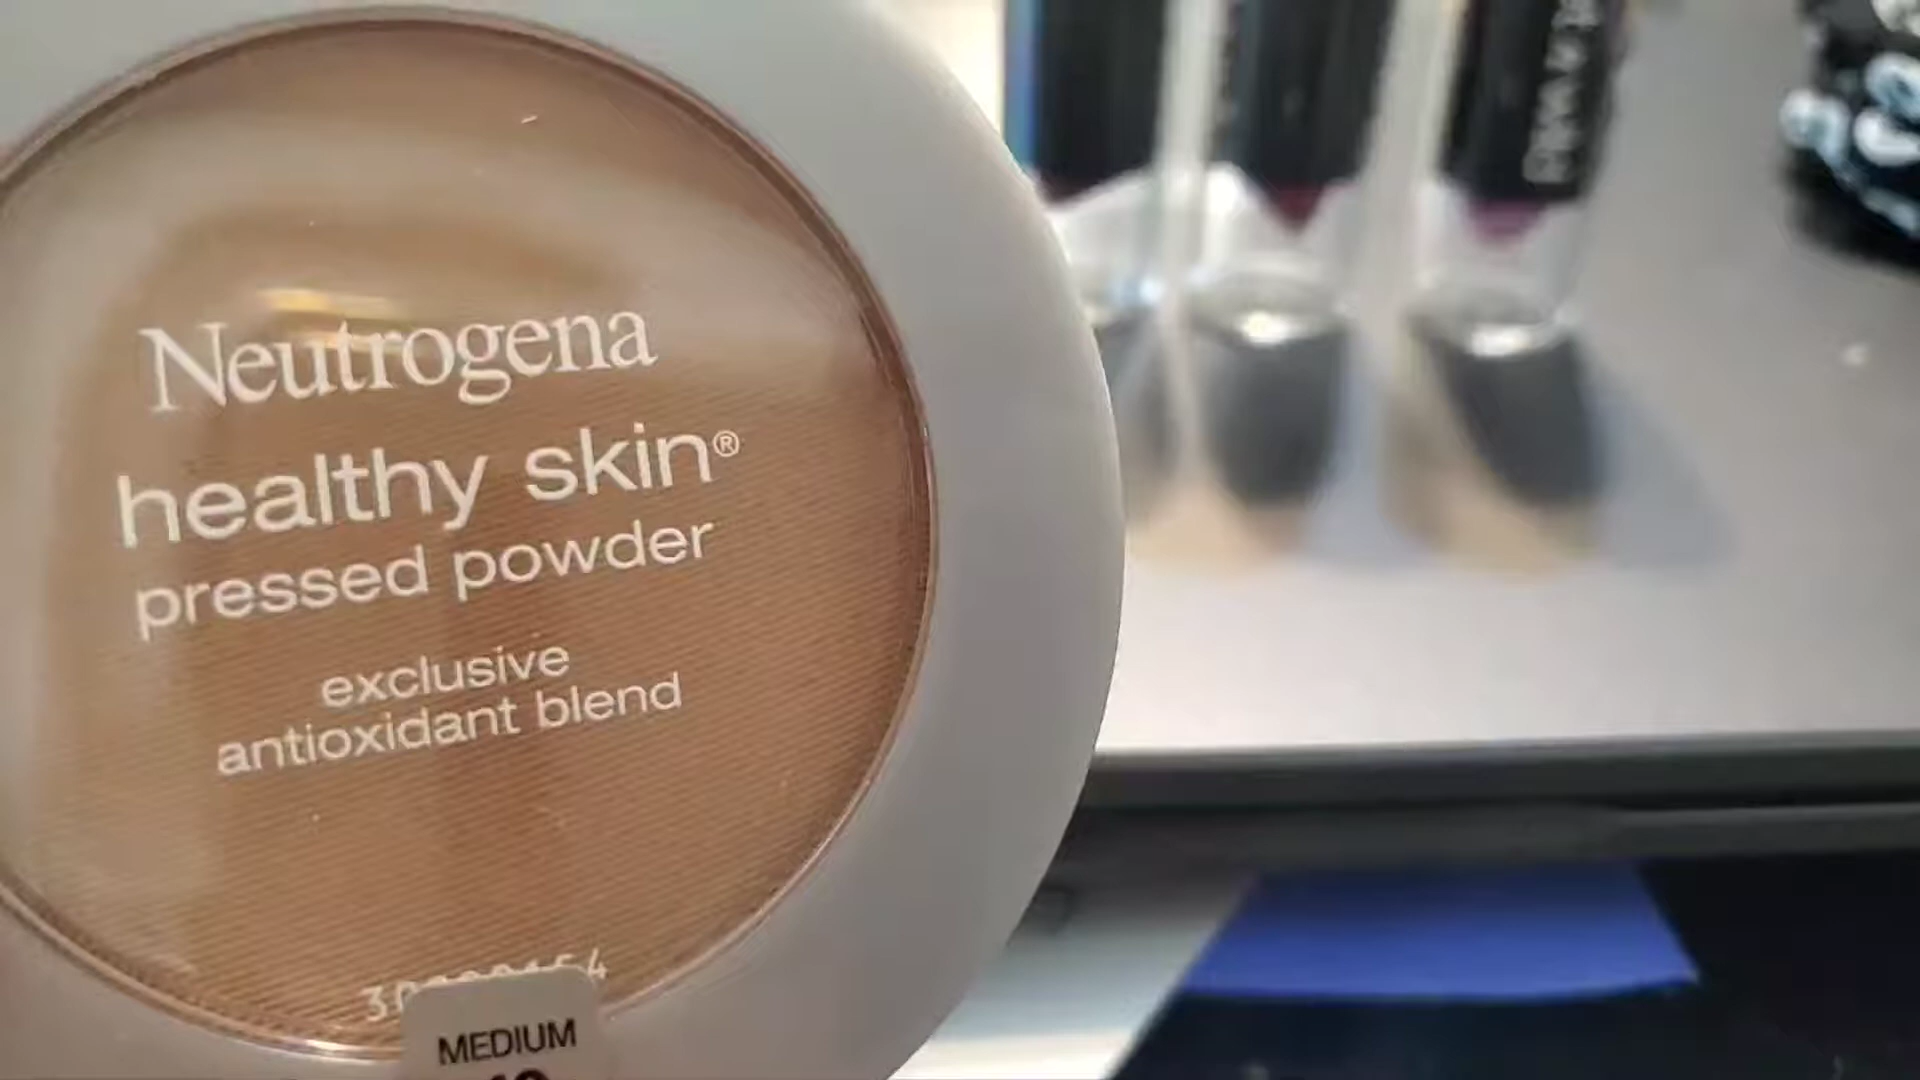 Neutrogena
healthy skin®
pressed powder
exclusive
antioxidant blend
MEDIUM